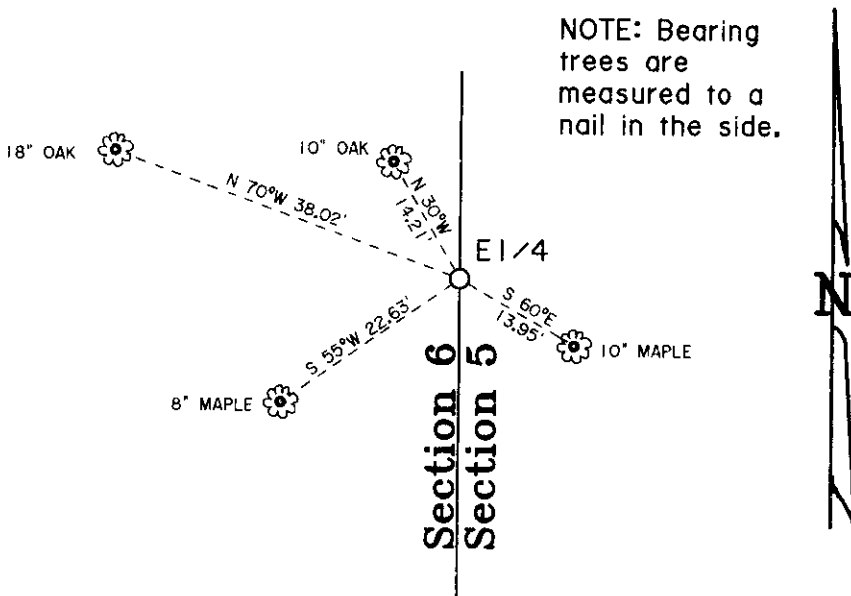 NOTE: Bearing
trees are
measured to a
nail in the side.
18" OAK
10" OAK
N 70°W 38.02'
N 30°W
14.21'
E1/4
N
S 60°E
13.95'
10" MAPLE
S 55°W 22.63'
8" MAPLE
Section 6
Section 5